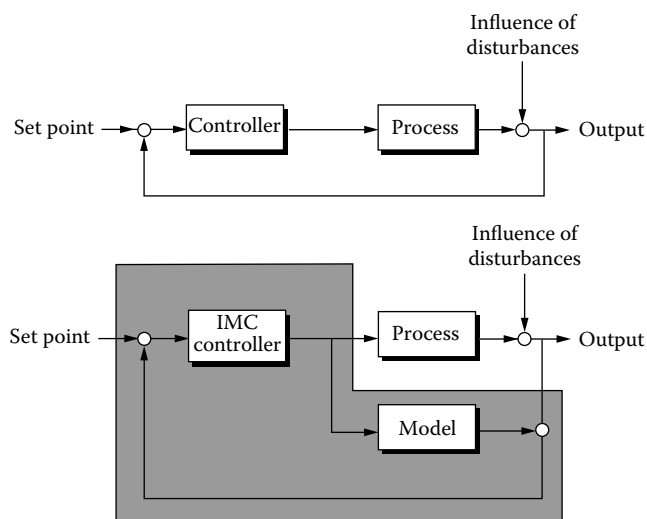 Influence of
disturbances
Set point
Controller
Process
Output
Influence of
disturbances
Set point
IMC
controller
Process
Output
Model